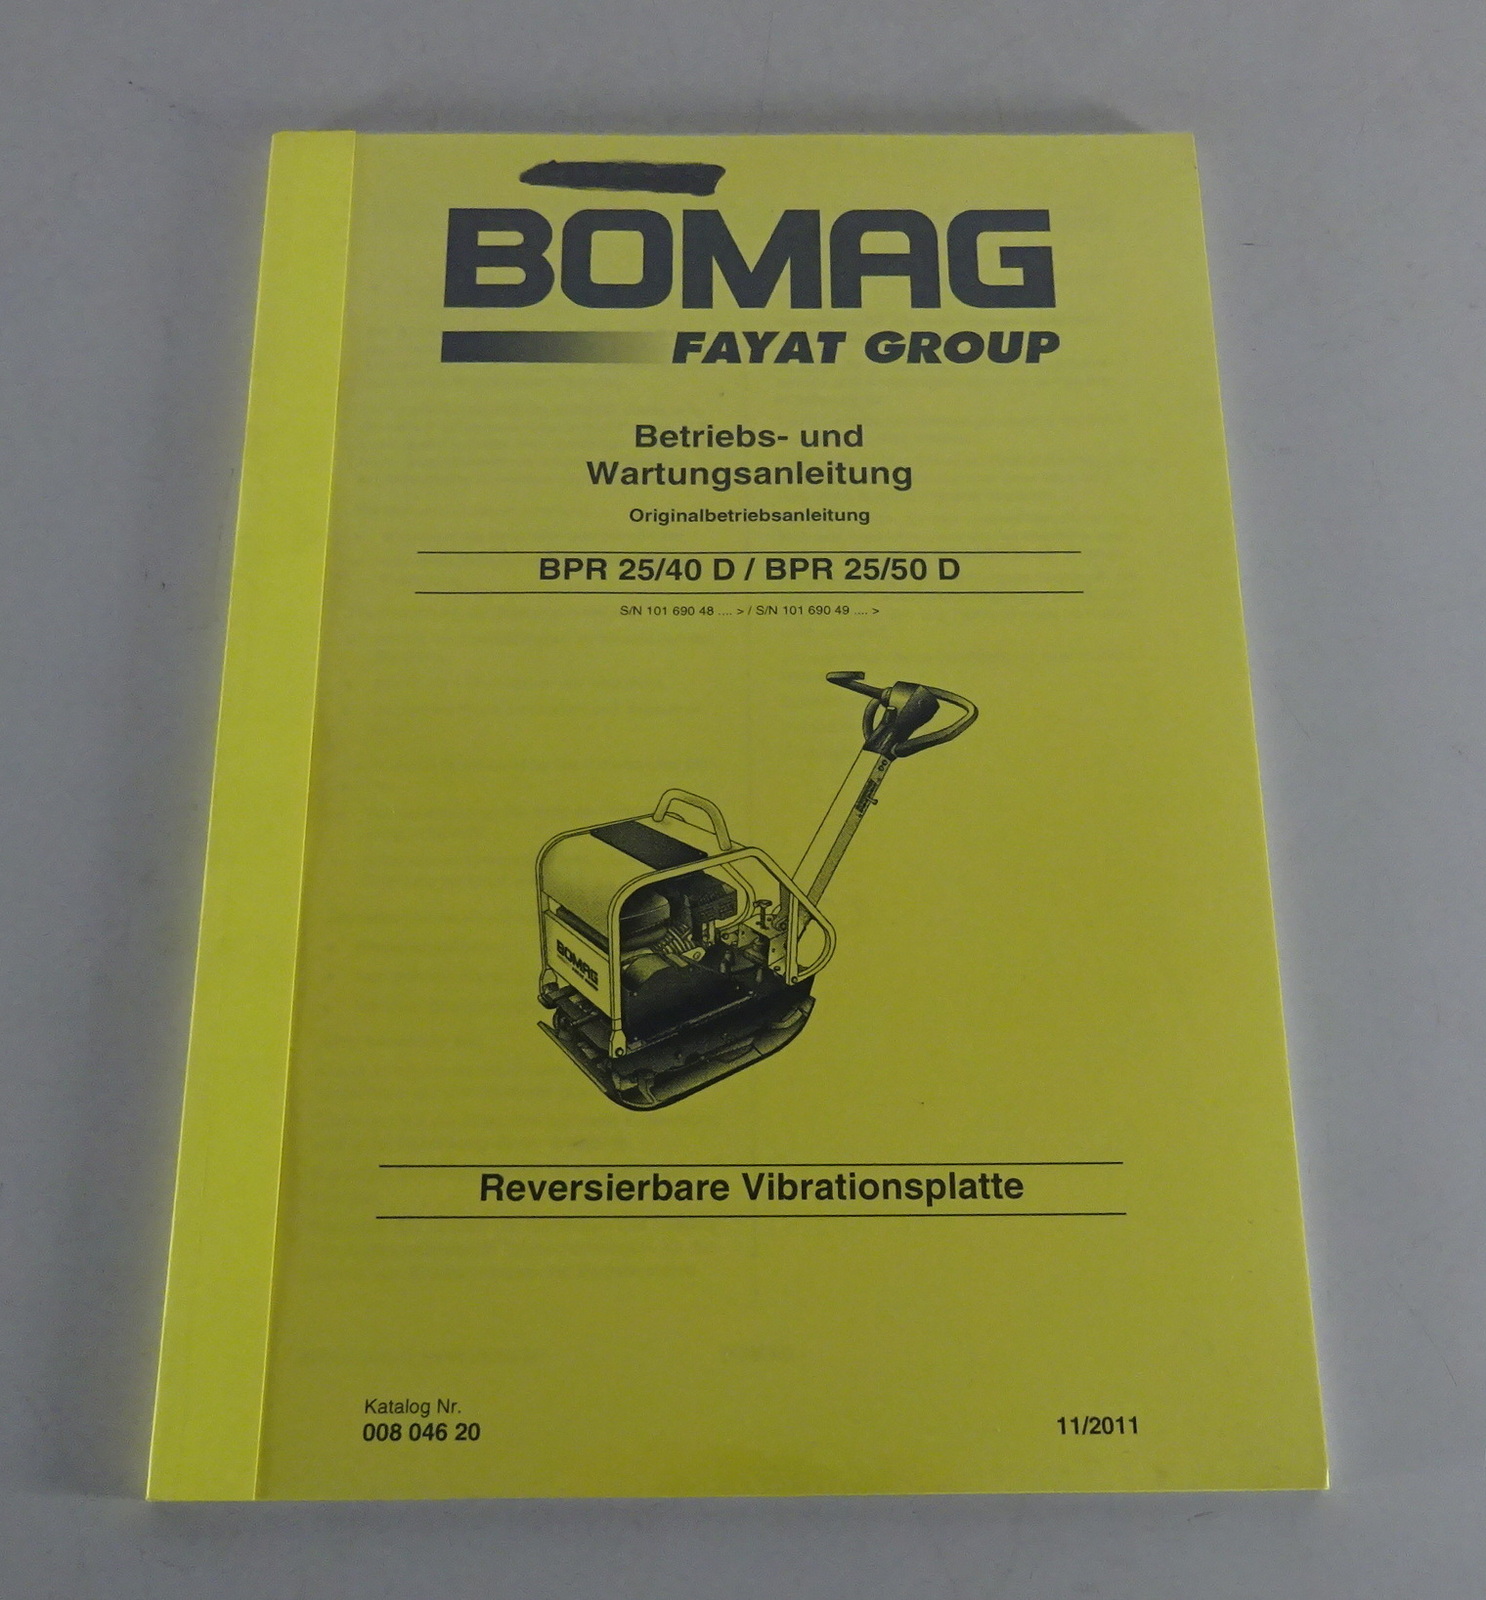 BOMAG
FAYAT GROUP
Betriebs- und
Wartungsanleitung
Originalbetriebsanleitung
BPR 25/40 D / BPR 25/50 D
S/N 101 690 48 .... > / S/N 101 690 49 .... >
BOMAG
Reversierbare Vibrationsplatte
Katalog Nr.
008 046 20
11/2011